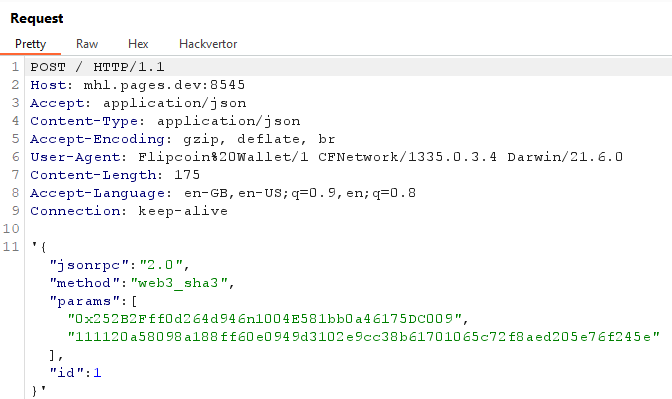 Request
Pretty Raw Hex Hackvertor
1 POST / HTTP/1.1
2 Host: mhl.pages.dev:8545
3 Accept: application/json
4 Content-Type: application/json
5 Accept-Encoding: gzip, deflate, br
6 User-Agent: Flipcoin%20Wallet/1 CFNetwork/1335.0.3.4 Darwin/21.6.0
7 Content-Length: 175
8 Accept-Language: en-GB,en-US;q=0.9,en;q=0.8
9 Connection: keep-alive
10
11 '{
"jsonrpc":"2.0",
"method":"web3_sha3",
"params":[
"0x252B2Fff0d264d946n1004E581bb0a46175DC009",
"111120a58098a188ff60e0949d3102e9cc38b61701065c72f8aed205e76f245e"
],
"id":1
}'